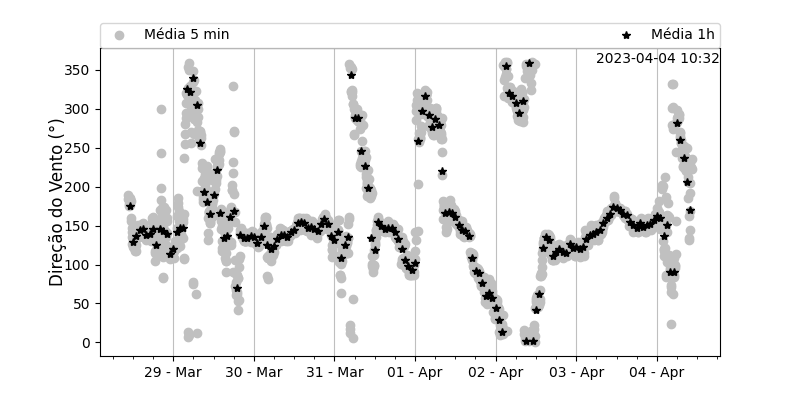 Média 5 min
Média 1h
2023-04-04 10:32
Direção do Vento (°)
350
300
250
200
150
100
50
0
29 - Mar
30 - Mar
31 - Mar
01 - Apr
02 - Apr
03 - Apr
04 - Apr